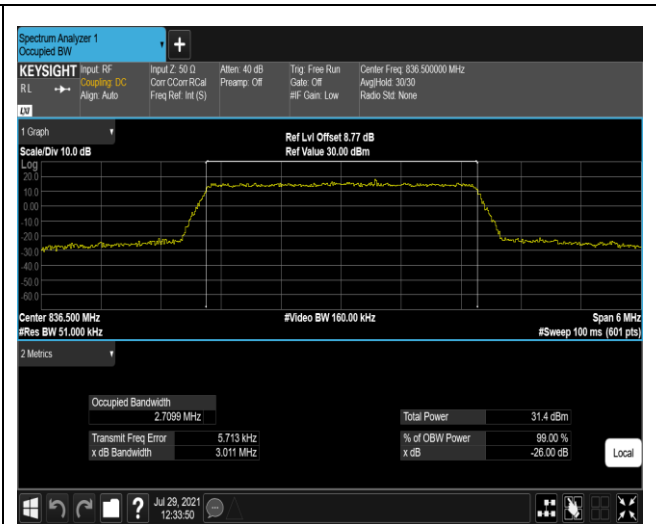 Spectrum Analyzer 1
Occupied BW
+
KEYSIGHT
RL
LXI
Input: RF
Coupling: DC
Align: Auto
Input Z: 50 Ω
Corr CCorr RCal
Freq Ref: Int (S)
Atten: 40 dB
Preamp: Off
Trig: Free Run
Gate: Off
#IF Gain: Low
Center Freq: 836.500000 MHz
Avg|Hold: 30/30
Radio Std: None
1 Graph
Scale/Div 10.0 dB
Ref Lvl Offset 8.77 dB
Ref Value 30.00 dBm
Log
20.0
10.0
0.00
-10.0
-20.0
-30.0
-40.0
-50.0
-60.0
Center 836.500 MHz
#Res BW 51.000 kHz
#Video BW 160.00 kHz
Span 6 MHz
#Sweep 100 ms (601 pts)
2 Metrics
Occupied Bandwidth
2.7099 MHz
Transmit Freq Error 5.713 kHz
x dB Bandwidth 3.011 MHz
Total Power 31.4 dBm
% of OBW Power 99.00 %
x dB -26.00 dB
Local
?
Jul 29, 2021
12:33:50